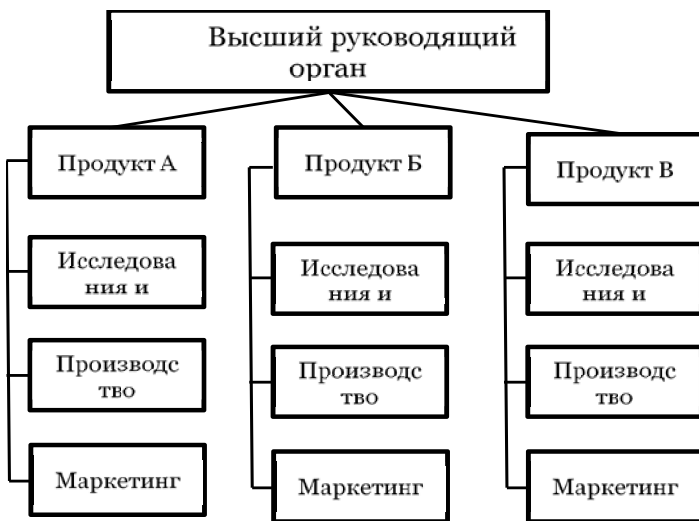 Высший руководящий
орган
Продукт А
Продукт Б
Продукт В
Исследова
ния и
Исследова
ния и
Исследова
ния и
Производс
тво
Производс
тво
Производс
тво
Маркетинг
Маркетинг
Маркетинг